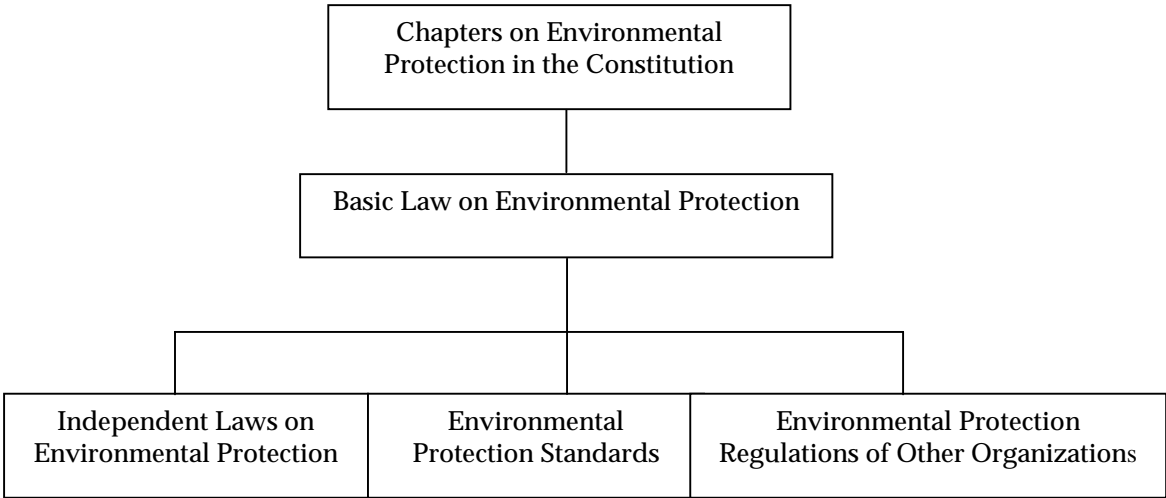 Chapters on Environmental
Protection in the Constitution
Basic Law on Environmental Protection
Independent Laws on
Environmental Protection
Environmental
Protection Standards
Environmental Protection
Regulations of Other Organizations